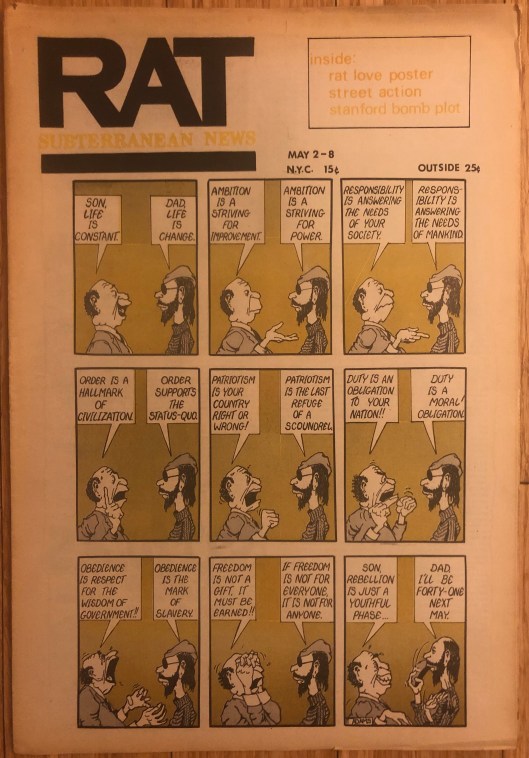 RAT
SUBTERRANEAN NEWS
inside:
rat love poster
street action
stanford bomb plot
MAY 2-8
N.Y.C. 15¢
OUTSIDE 25¢
SON,
LIFE
IS
CONSTANT.
DAD,
LIFE
IS
CHANGE.
AMBITION
IS A
STRIVING
FOR
IMPROVEMENT.
AMBITION
IS A
STRIVING
FOR
POWER.
RESPONSIBILITY
IS ANSWERING
THE NEEDS
OF YOUR
SOCIETY.
RESPONS-
IBILITY IS
ANSWERING
THE NEEDS
OF MANKIND.
ORDER IS A
HALLMARK
OF
CIVILIZATION.
ORDER
SUPPORTS
THE
STATUS-QUO.
PATRIOTISM
IS YOUR
COUNTRY
RIGHT OR
WRONG!
PATRIOTISM
IS THE LAST
REFUGE
OF A
SCOUNDREL.
DUTY IS AN
OBLIGATION
TO YOUR
NATION!!
DUTY
IS A
MORAL
OBLIGATION.
OBEDIENCE
IS RESPECT
FOR THE
WISDOM OF
GOVERNMENT!!
OBEDIENCE
IS THE
MARK
OF
SLAVERY.
FREEDOM
IS NOT A
GIFT, IT
MUST BE
EARNED!!
IF FREEDOM
IS NOT FOR
EVERYONE,
IT IS NOT FOR
ANYONE.
SON,
REBELLION
IS JUST A
YOUTHFUL
PHASE...
DAD,
I'LL BE
FORTY-ONE
NEXT
MAY.
ADAMS